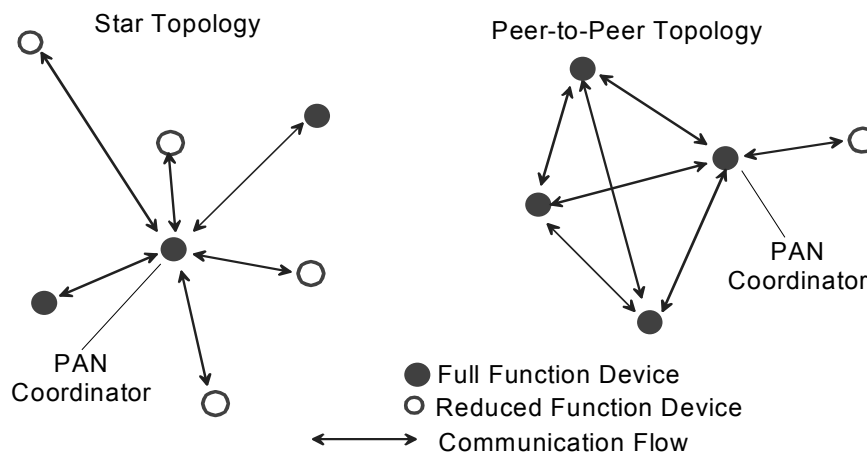 Star Topology
Peer-to-Peer Topology
PAN
Coordinator
PAN
Coordinator
Full Function Device
Reduced Function Device
Communication Flow